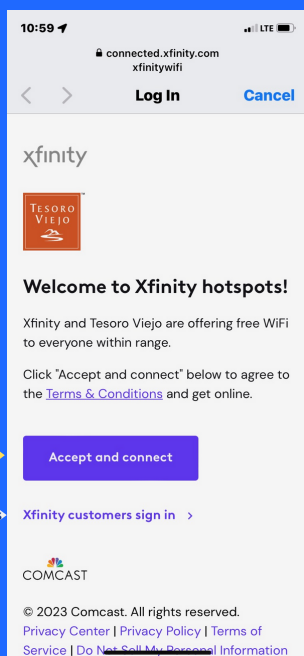 10:59
LTE
connected.xfinity.com
xfinitywifi
Log In
Cancel
xfinity
TESORO
VIEJO
Welcome to Xfinity hotspots!
Xfinity and Tesoro Viejo are offering free WiFi
to everyone within range.
Click "Accept and connect" below to agree to
the Terms & Conditions and get online.
Accept and connect
Xfinity customers sign in >
COMCAST
© 2023 Comcast. All rights reserved.
Privacy Center | Privacy Policy | Terms of
Service | Do Not Sell My Personal Information